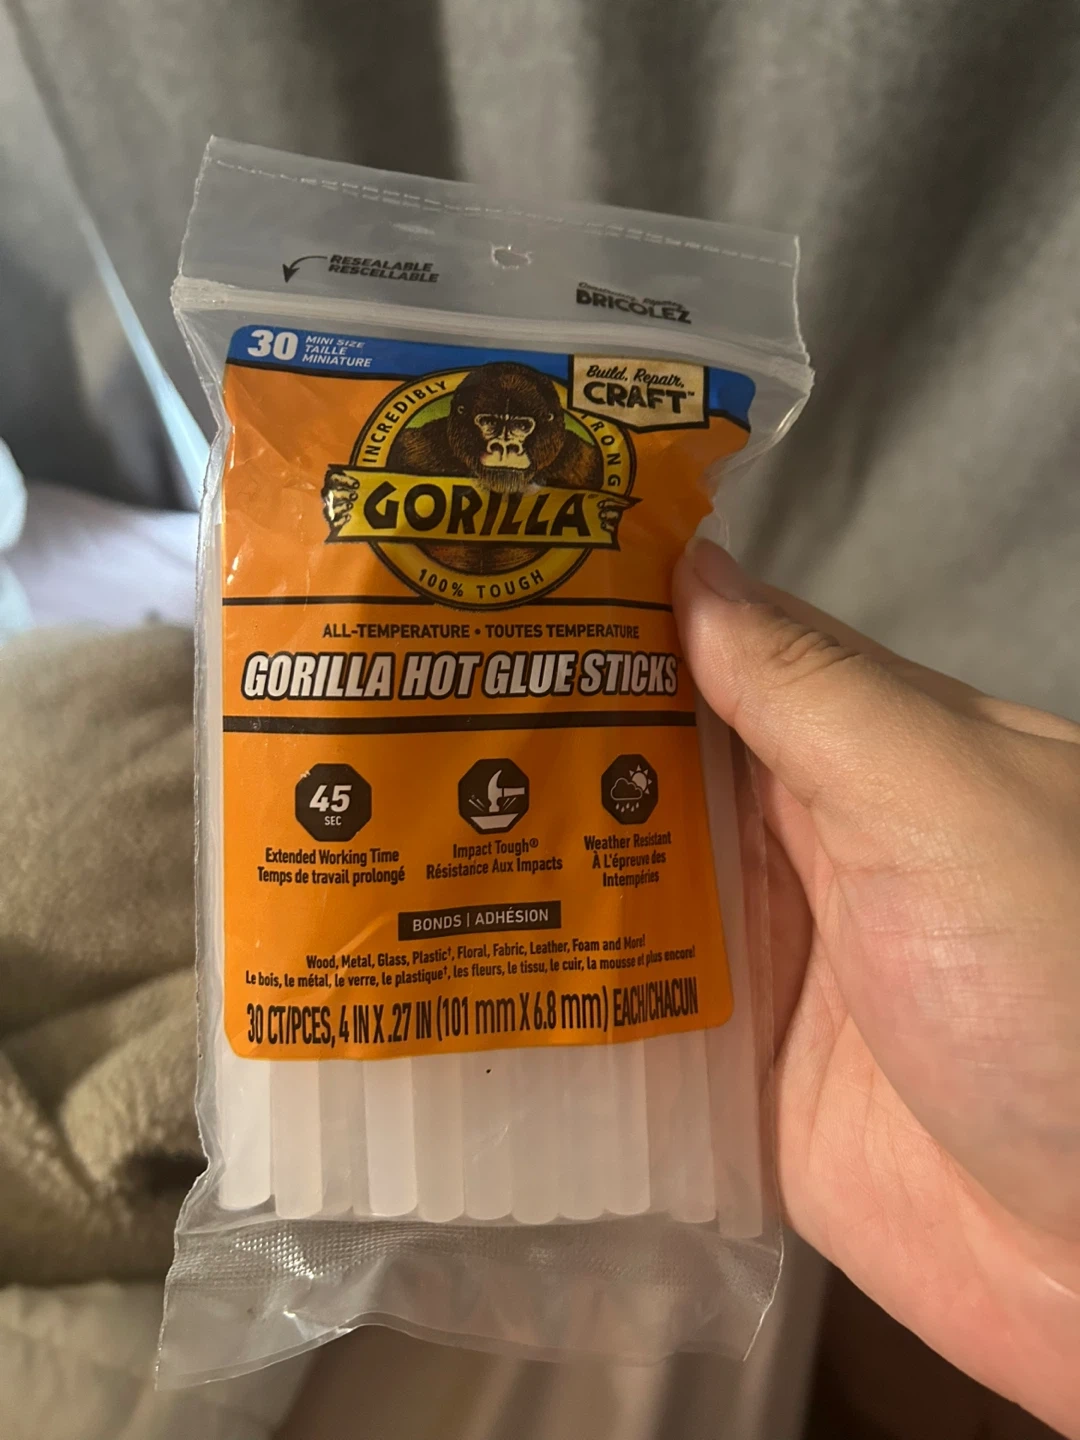 RESEALABLE
RESCELLABLE
BRICOLEZ
30 MINI SIZE
TAILLE
MINIATURE
Build, Repair,
CRAFT™
INCREDIBLY STRONG
GORILLA
100% TOUGH
ALL-TEMPERATURE • TOUTES TEMPERATURE
GORILLA HOT GLUE STICKS
45
SEC
Extended Working Time
Temps de travail prolongé
Impact Tough®
Résistance Aux Impacts
Weather Resistant
À L'épreuve des
Intempéries
BONDS | ADHÉSION
Wood, Metal, Glass, Plastic†, Floral, Fabric, Leather, Foam and More!
Le bois, le métal, le verre, le plastique†, les fleurs, le tissu, le cuir, la mousse et plus encore!
30 CT/PCES, 4 IN X .27 IN (101 mm X 6.8 mm) EACH/CHACUN